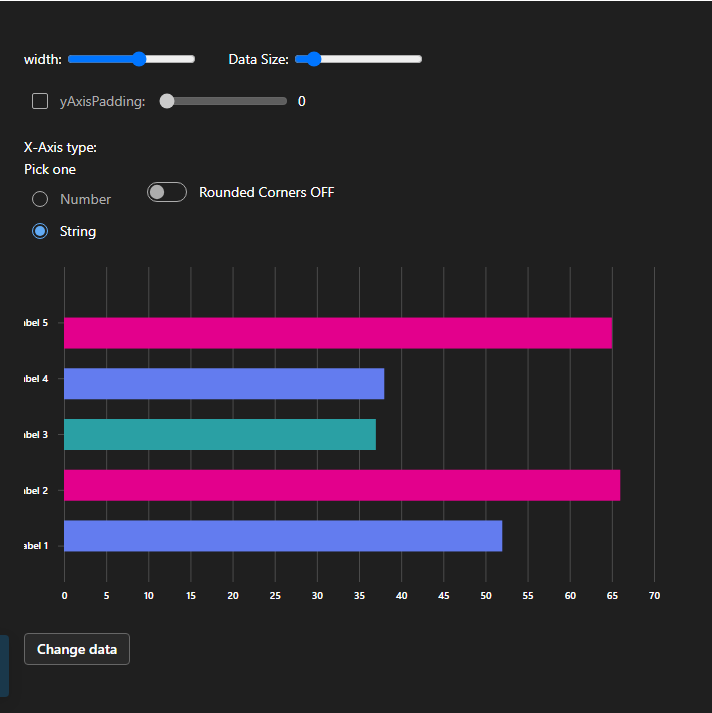 width:
Data Size:
yAxisPadding:
0
X-Axis type:
Pick one
Number
Rounded Corners OFF
String
abel 5
abel 4
abel 3
abel 2
abel 1
0 5 10 15 20 25 30 35 40 45 50 55 60 65 70
Change data